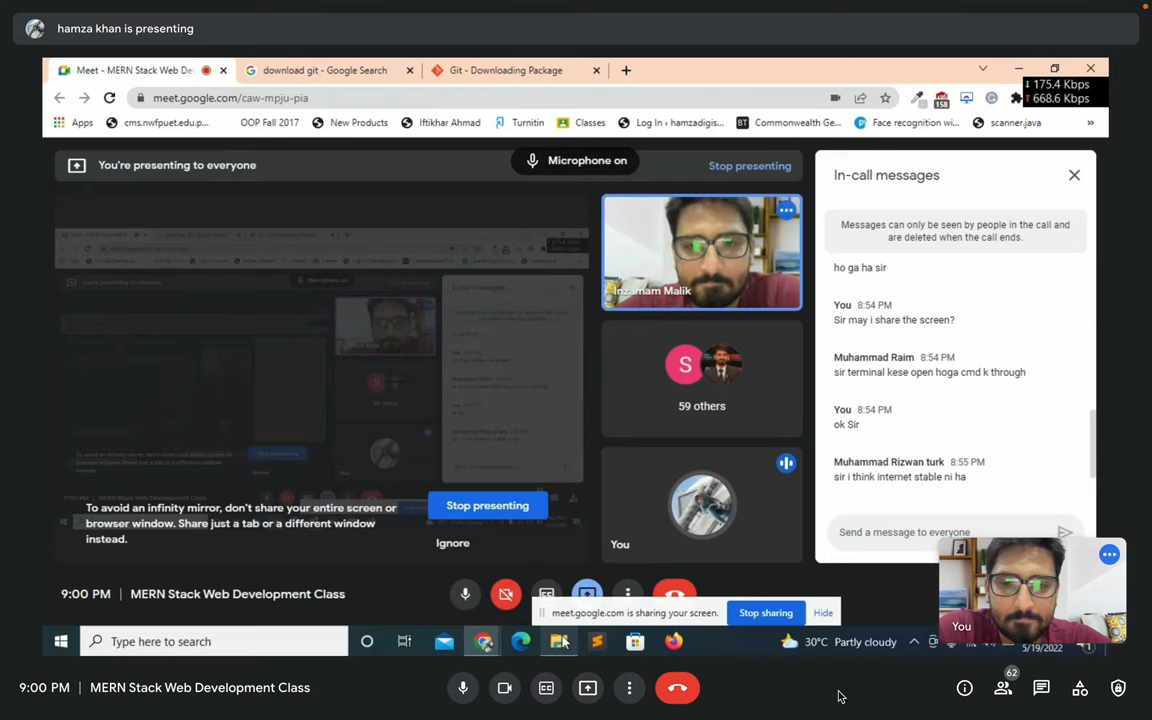 hamza khan is presenting
Meet - MERN Stack Web De
download git - Google Search
Git - Downloading Package
meet.google.com/caw-mpju-pia
158
175.4 Kbps
668.6 Kbps
Apps
cms.nwfpuet.edu.p...
OOP Fall 2017
New Products
Iftikhar Ahmad
Turnitin
Classes
Log In ‹ hamzadigis...
BT
Commonwealth Ge...
Face recognition wi...
scanner.java
»
You're presenting to everyone
Microphone on
Stop presenting
In-call messages
Messages can only be seen by people in the call and
are deleted when the call ends.
ho ga ha sir
You 8:54 PM
Sir may i share the screen?
Muhammad Raim 8:54 PM
sir terminal kese open hoga cmd k through
You 8:54 PM
ok Sir
Muhammad Rizwan turk 8:55 PM
sir i think internet stable ni ha
Send a message to everyone
Inzamam Malik
S
59 others
You
To avoid an infinity mirror, don't share your entire screen or
browser window. Share just a tab or a different window
instead.
Stop presenting
Ignore
9:00 PM | MERN Stack Web Development Class
meet.google.com is sharing your screen.
Stop sharing
Hide
You
Type here to search
30°C Partly cloudy
5/19/2022
9:00 PM | MERN Stack Web Development Class
62